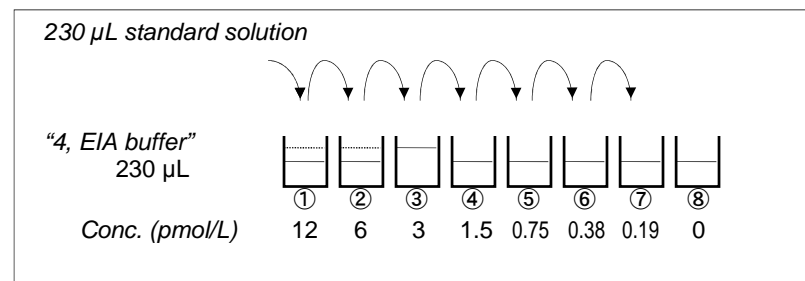 230 µL standard solution
“4, EIA buffer”
230 µL
① ② ③ ④ ⑤ ⑥ ⑦ ⑧
Conc. (pmol/L) 12 6 3 1.5 0.75 0.38 0.19 0